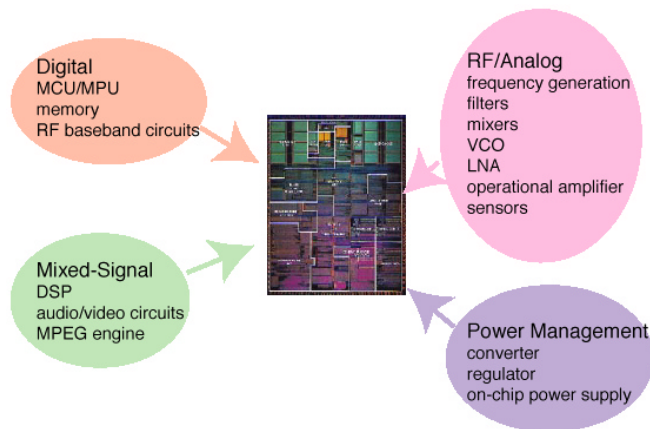 Digital
MCU/MPU
memory
RF baseband circuits
RF/Analog
frequency generation
filters
mixers
VCO
LNA
operational amplifier
sensors
Mixed-Signal
DSP
audio/video circuits
MPEG engine
Power Management
converter
regulator
on-chip power supply